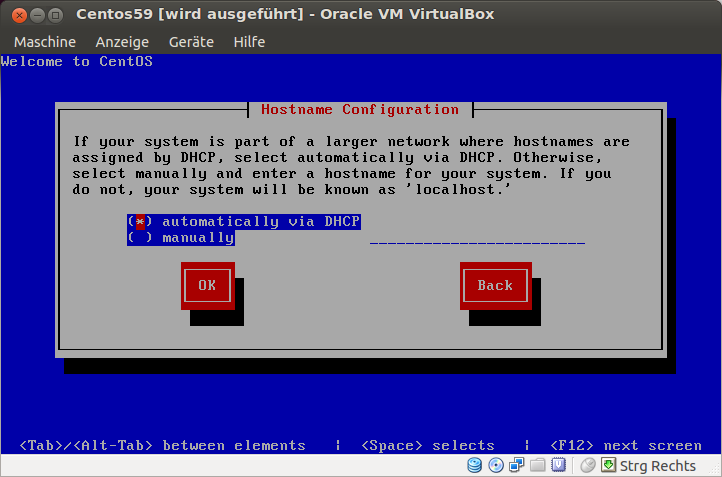 Centos59 [wird ausgeführt] - Oracle VM VirtualBox
Maschine Anzeige Geräte Hilfe
Welcome to CentOS
Hostname Configuration
If your system is part of a larger network where hostnames are
assigned by DHCP, select automatically via DHCP. Otherwise,
select manually and enter a hostname for your system. If you
do not, your system will be known as 'localhost.'
(*) automatically via DHCP
( ) manually ________________________
OK Back
<Tab>/<Alt-Tab> between elements | <Space> selects | <F12> next screen
Strg Rechts